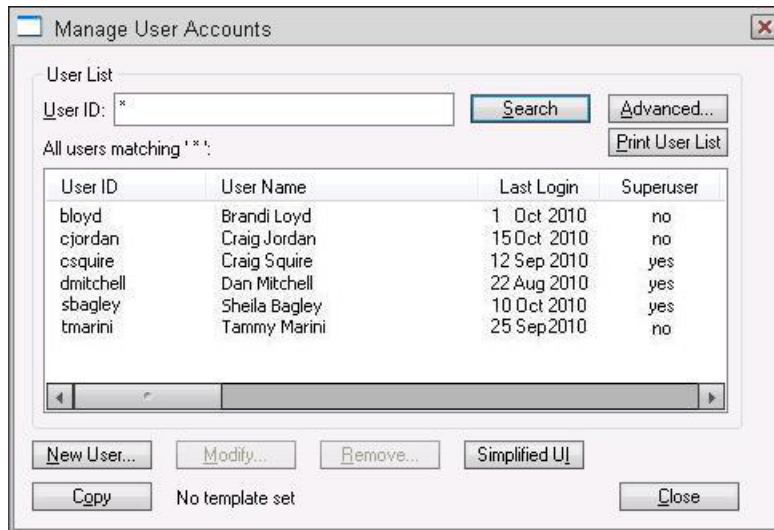 Manage User Accounts
User List
User ID: *
Search
Advanced...
All users matching ' * ':
Print User List
User ID User Name Last Login Superuser
bloyd Brandi Loyd 1 Oct 2010 no
cjordan Craig Jordan 15 Oct 2010 no
csquire Craig Squire 12 Sep 2010 yes
dmitchell Dan Mitchell 22 Aug 2010 yes
sbagley Sheila Bagley 10 Oct 2010 yes
tmarini Tammy Marini 25 Sep 2010 no
New User... Modify... Remove... Simplified UI
Copy No template set Close